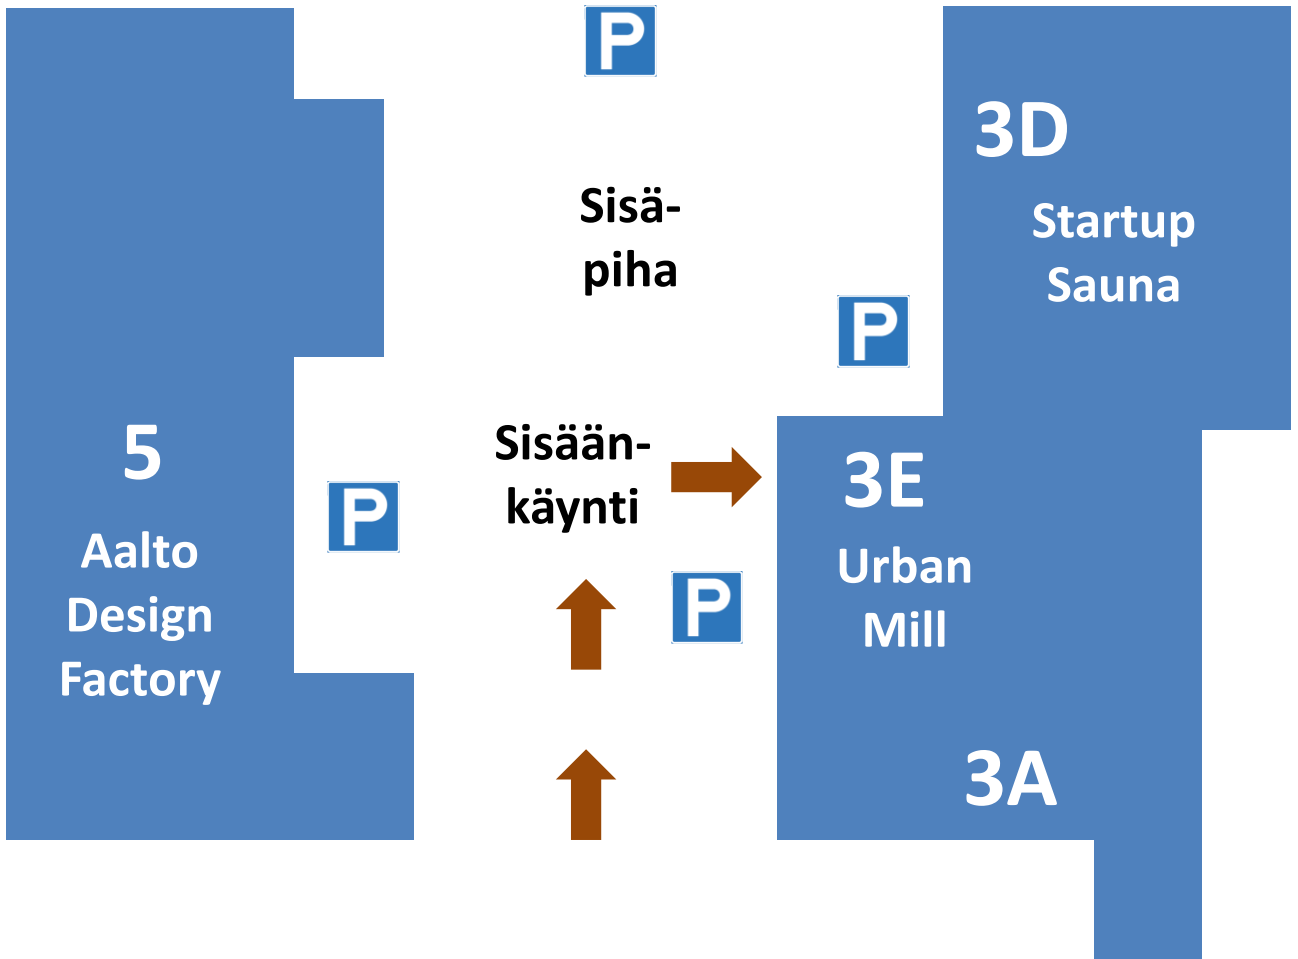 P
3D
Sisä-
piha
Startup
Sauna
P
5
Aalto
Design
Factory
P
Sisään-
käynti
P
3E
Urban
Mill
3A